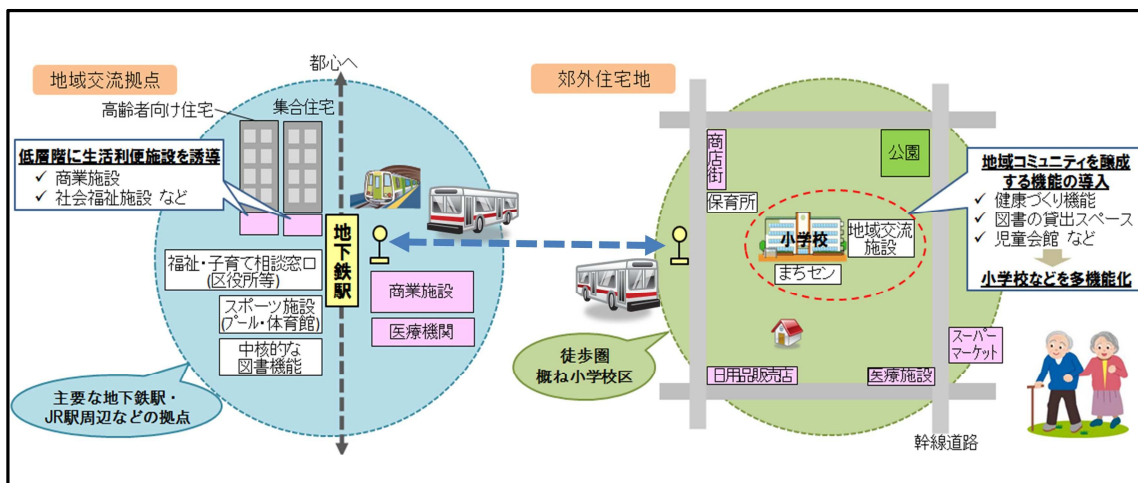 地域交流拠点
都心へ
高齢者向け住宅
集合住宅
低層階に生活利便施設を誘導
✓ 商業施設
✓ 社会福祉施設 など
地下鉄駅
福祉・子育て相談窓口
(区役所等)
スポーツ施設
(プール・体育館)
中核的な
図書機能
商業施設
医療機関
主要な地下鉄駅・
JR駅周辺などの拠点
郊外住宅地
商店街
公園
保育所
小学校
地域交流
施設
まちセン
地域コミュニティを醸成
する機能の導入
✓ 健康づくり機能
✓ 図書の貸出スペース
✓ 児童会館 など
小学校などを多機能化
徒歩圏
概ね小学校区
スーパー
マーケット
日用品販売店
医療施設
幹線道路